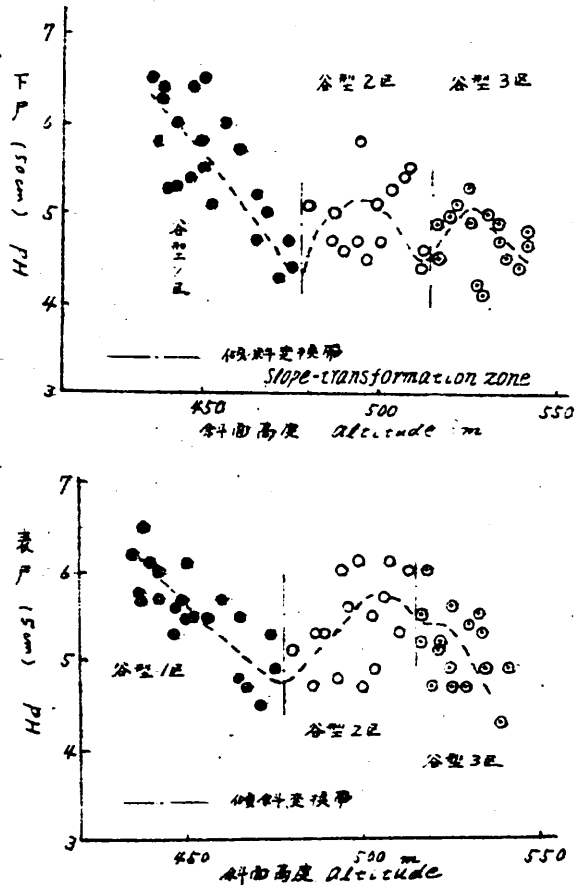 7
6
5
4
3
下戸 (50cm) pH
谷型2区 谷型3区
谷型1区
傾斜変換帯
Slope-transformation zone
450 500 550
斜面高度 Altitude m
7
6
5
4
3
表戸 (5cm) pH
谷型1区
谷型2区
谷型3区
傾斜変換帯
450 500 m 550
斜面高度 Altitude